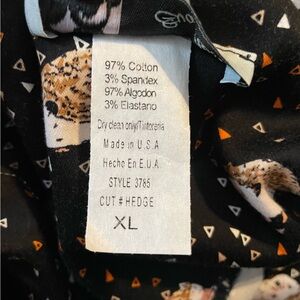 97% Cotton
3% Spandex
97% Algodon
3% Elastano
Dry clean only/Tintoreria
Made in U.S.A
Hecho En E.U.A
STYLE 3785
CUT # HEDGE
XL